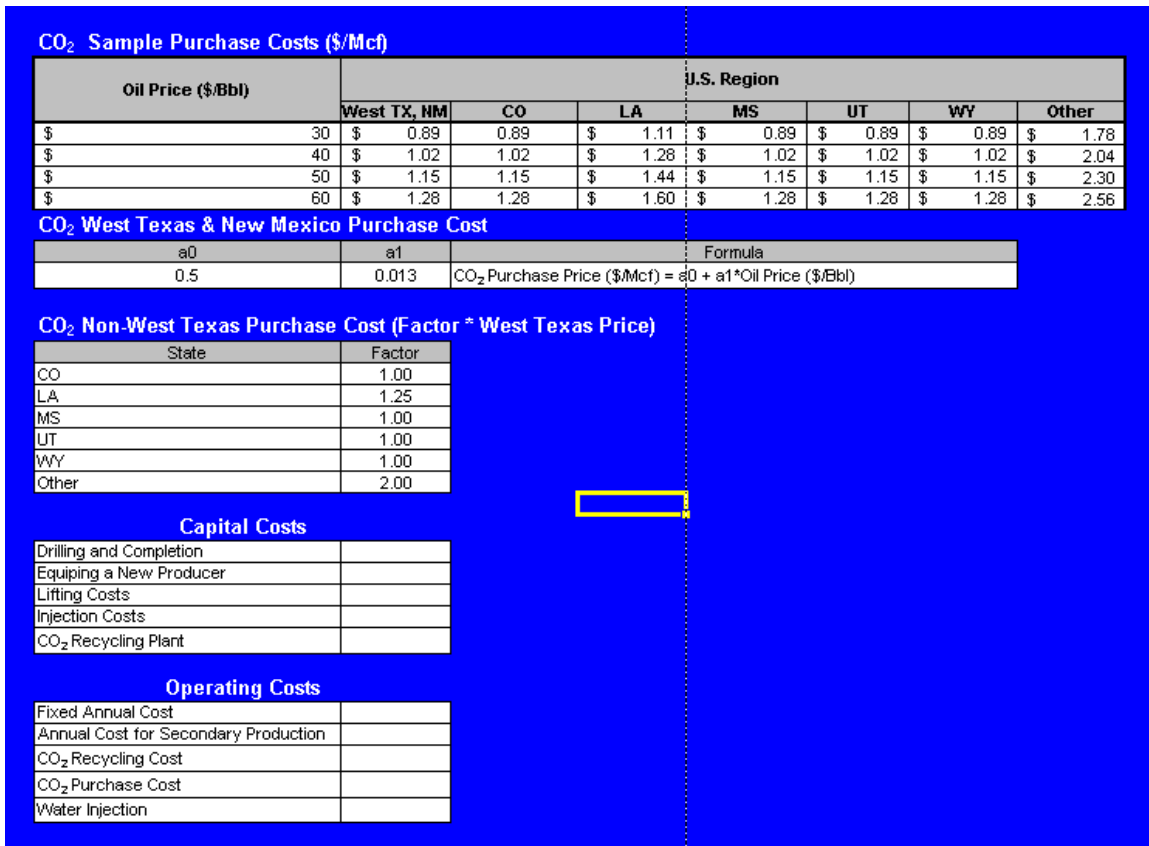 CO₂ Sample Purchase Costs ($/Mcf)
Oil Price ($/Bbl) U.S. Region
West TX, NM CO LA MS UT WY Other
$ 30 $ 0.89 0.89 $ 1.11 $ 0.89 $ 0.89 $ 0.89 $ 1.78
$ 40 $ 1.02 1.02 $ 1.28 $ 1.02 $ 1.02 $ 1.02 $ 2.04
$ 50 $ 1.15 1.15 $ 1.44 $ 1.15 $ 1.15 $ 1.15 $ 2.30
$ 60 $ 1.28 1.28 $ 1.60 $ 1.28 $ 1.28 $ 1.28 $ 2.56
CO₂ West Texas & New Mexico Purchase Cost
a0 a1 Formula
0.5 0.013 CO₂ Purchase Price ($/Mcf) = a0 + a1*Oil Price ($/Bbl)
CO₂ Non-West Texas Purchase Cost (Factor * West Texas Price)
State Factor
CO 1.00
LA 1.25
MS 1.00
UT 1.00
WY 1.00
Other 2.00
Capital Costs
Drilling and Completion
Equiping a New Producer
Lifting Costs
Injection Costs
CO₂ Recycling Plant
Operating Costs
Fixed Annual Cost
Annual Cost for Secondary Production
CO₂ Recycling Cost
CO₂ Purchase Cost
Water Injection